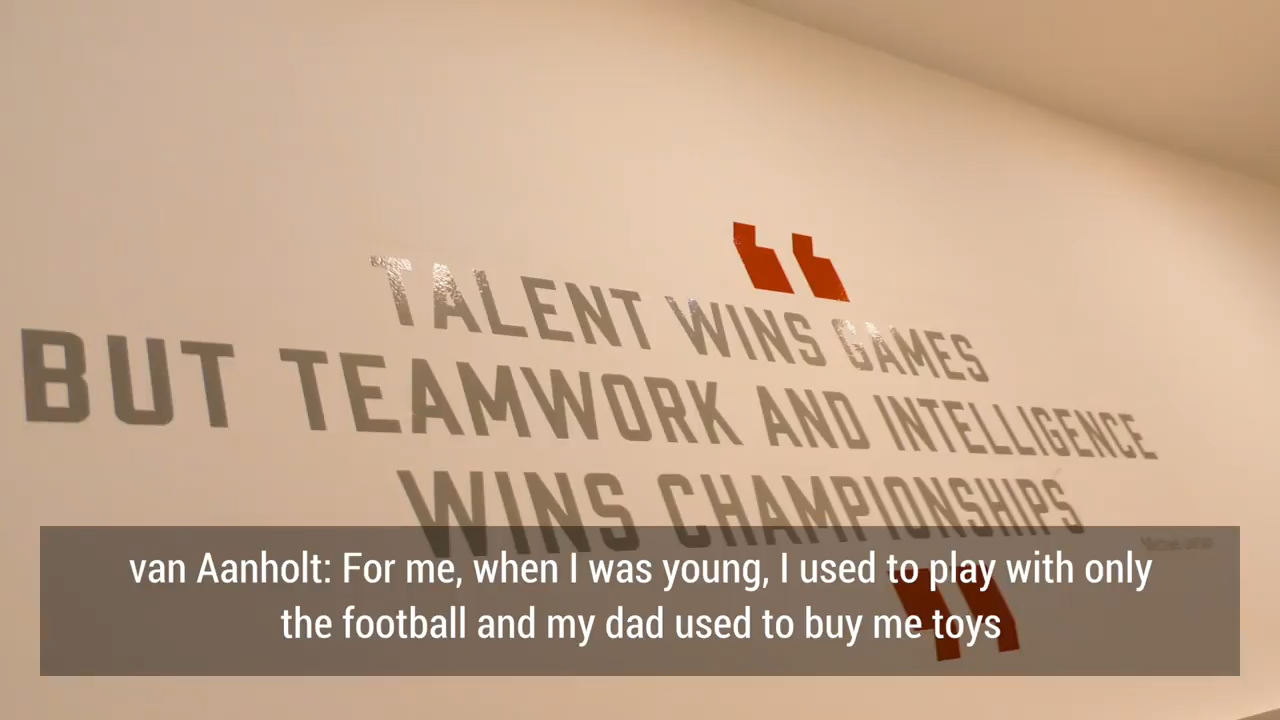 “
TALENT WINS GAMES
BUT TEAMWORK AND INTELLIGENCE
WINS CHAMPIONSHIPS
”
van Aanholt: For me, when I was young, I used to play with only
the football and my dad used to buy me toys